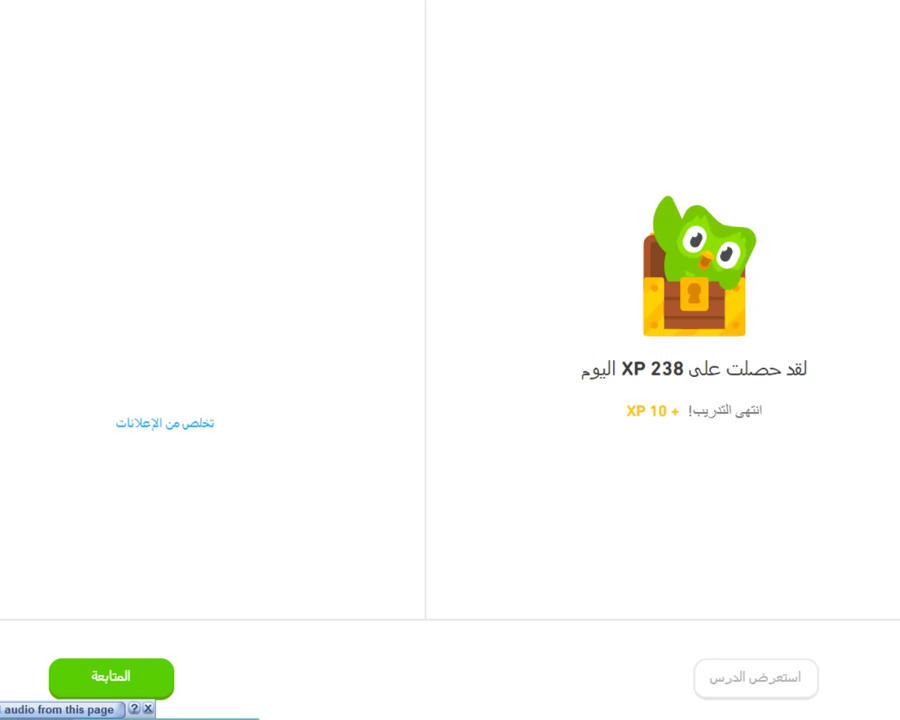 لقد حصلت على 238 XP اليوم
انتهى التدريب! + 10 XP
تخلص من الإعلانات
استعرض الدرس
المتابعة
audio from this page ? X